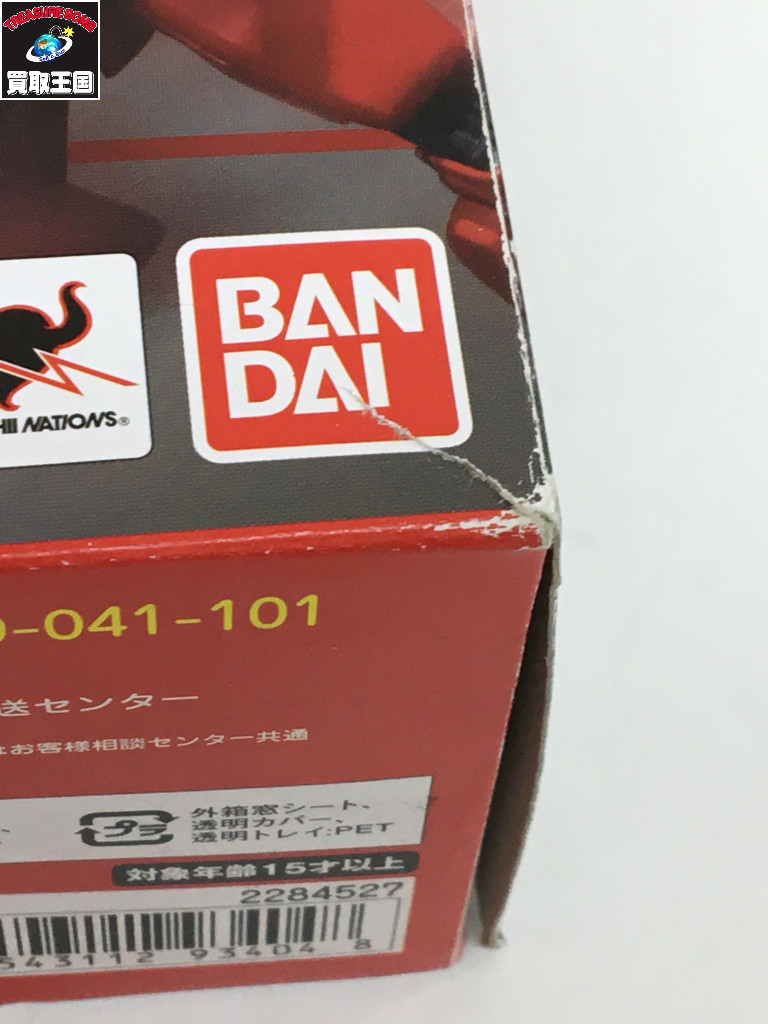 TREASURE BOMB
買取王国
BAN
DAI
NATIONS®
-041-101
送センター
はお客様相談センター共通
外箱窓シート、
透明カバー、
プラ
透明トレイ:PET
対象年齢15才以上
2284527
543112 93404 8